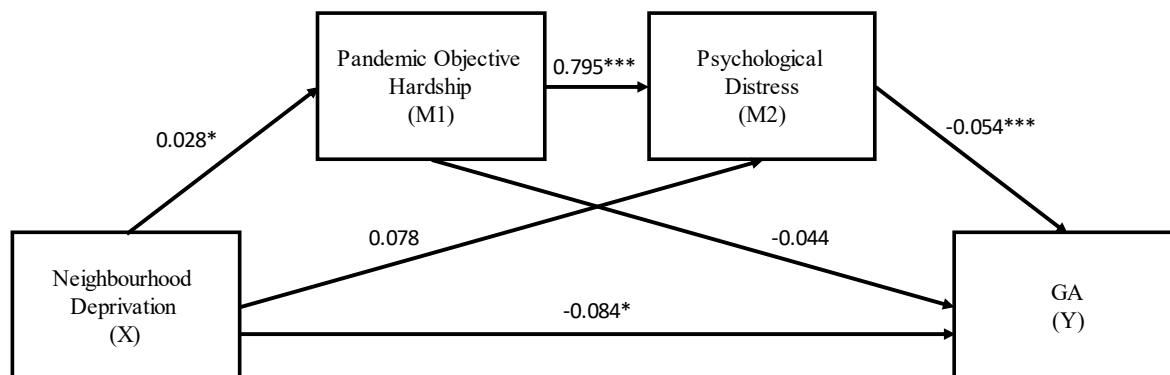 Pandemic Objective
Hardship
(M1)
0.795***
Psychological
Distress
(M2)
0.028*
-0.054***
0.078
-0.044
Neighbourhood
Deprivation
(X)
-0.084*
GA
(Y)